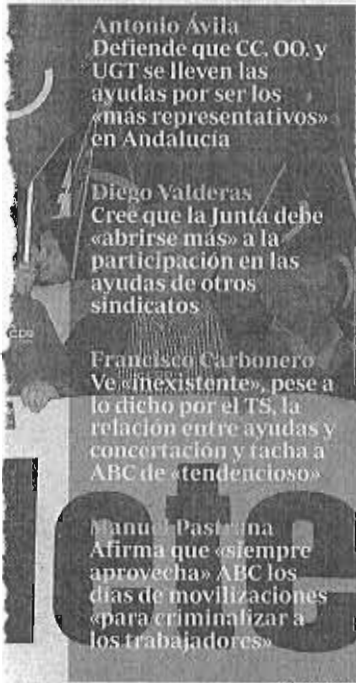 Antonio Ávila
Defiende que CC. OO. y
UGT se lleven las
ayudas por ser los
«más representativos»
en Andalucía
Diego Valderas
Cree que la Junta debe
«abrirse más» a la
participación en las
ayudas de otros
sindicatos
Francisco Carbonero
Ve «inexistente», pese a
lo dicho por el TS, la
relación entre ayudas y
concertación y tacha a
ABC de «tendencioso»
Manuel Pastrana
Afirma que «siempre
aprovecha» ABC los
días de movilizaciones
«para criminalizar a
los trabajadores»